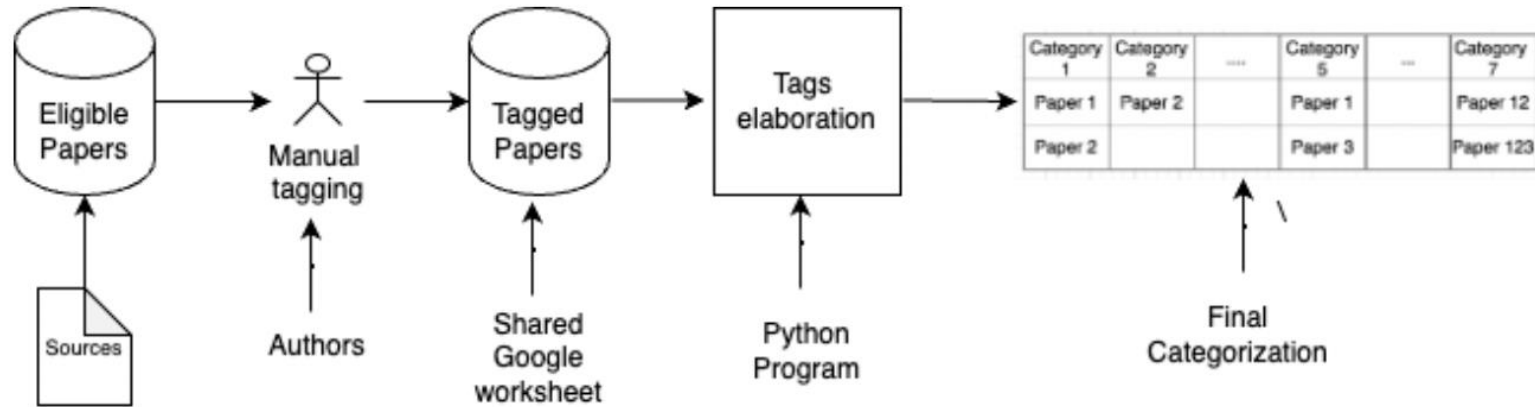 Eligible
Papers
Sources
Manual
tagging
Authors
Tagged
Papers
Shared
Google
worksheet
Tags
elaboration
Python
Program
Category Category .... Category ... Category
1 2 5 7
Paper 1 Paper 2 Paper 1 Paper 12
Paper 2 Paper 3 Paper 123
\
Final
Categorization